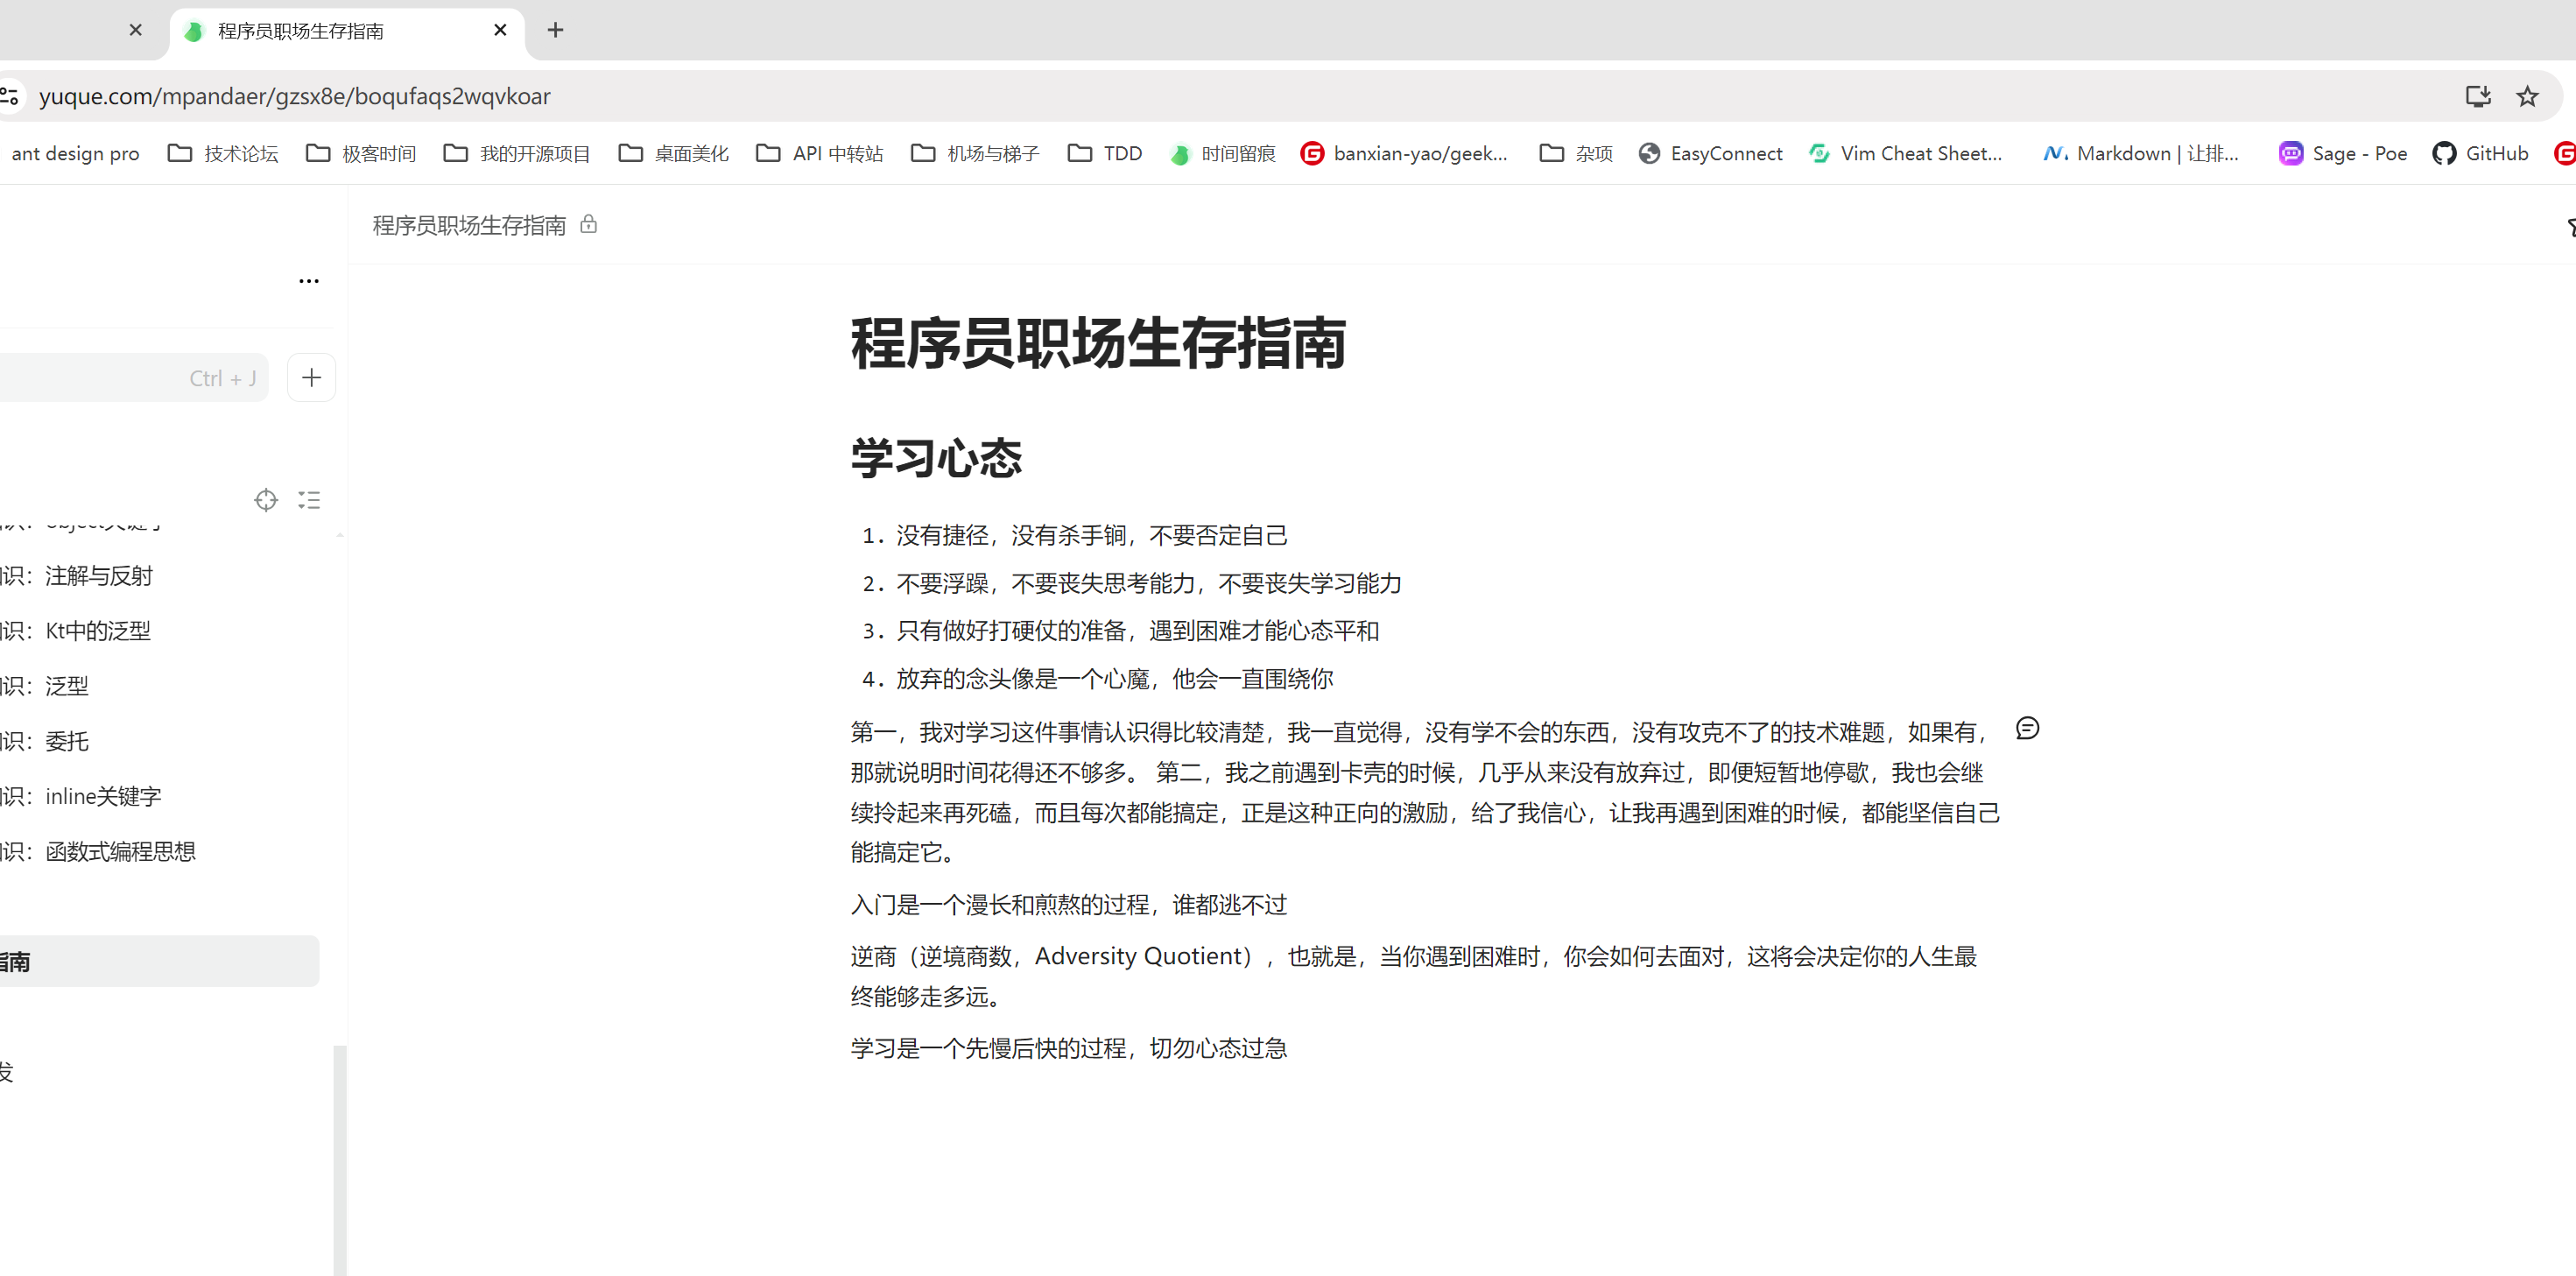 程序员职场生存指南
yuque.com/mpandaer/gzsx8e/boqufaqs2wqvkoar
ant design pro 技术论坛 极客时间 我的开源项目 桌面美化 API 中转站 机场与梯子 TDD 时间留痕 banxian-yao/geek... 杂项 EasyConnect Vim Cheat Sheet... Markdown | 让排... Sage - Poe GitHub
程序员职场生存指南
Ctrl + J
识：注解与反射
识：Kt中的泛型
识：泛型
识：委托
识：inline关键字
识：函数式编程思想
指南
发
程序员职场生存指南
学习心态
1. 没有捷径，没有杀手锏，不要否定自己
2. 不要浮躁，不要丧失思考能力，不要丧失学习能力
3. 只有做好打硬仗的准备，遇到困难才能心态平和
4. 放弃的念头像是一个心魔，他会一直围绕你
第一，我对学习这件事情认识得比较清楚，我一直觉得，没有学不会的东西，没有攻克不了的技术难题，如果有，
那就说明时间花得还不够多。 第二，我之前遇到卡壳的时候，几乎从来没有放弃过，即便短暂地停歇，我也会继
续拎起来再死磕，而且每次都能搞定，正是这种正向的激励，给了我信心，让我再遇到困难的时候，都能坚信自己
能搞定它。
入门是一个漫长和煎熬的过程，谁都逃不过
逆商（逆境商数，Adversity Quotient），也就是，当你遇到困难时，你会如何去面对，这将会决定你的人生最
终能够走多远。
学习是一个先慢后快的过程，切勿心态过急